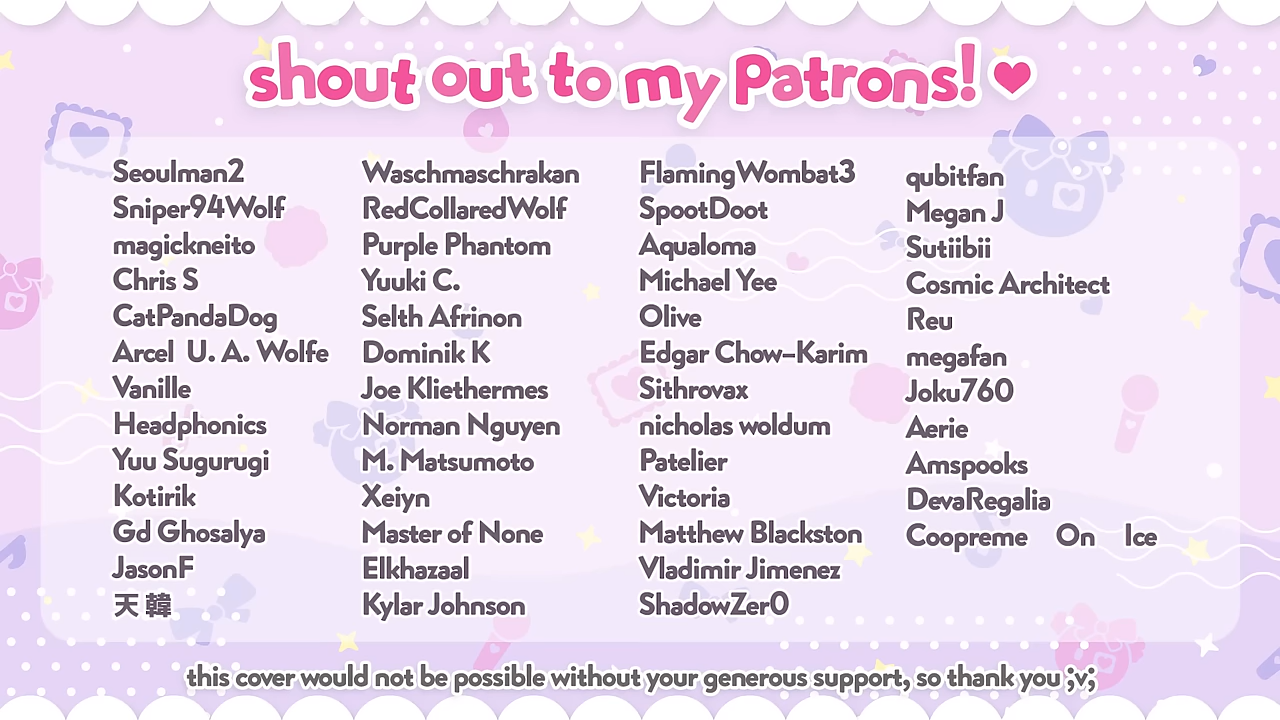 shout out to my Patrons! ♥
Seoulman2
Sniper94Wolf
magickneito
Chris S
CatPandaDog
Arcel U. A. Wolfe
Vanille
Headphonics
Yuu Sugurugi
Kotirik
Gd Ghosalya
JasonF
天韓
Waschmaschrakan
RedCollaredWolf
Purple Phantom
Yuuki C.
Selth Afrinon
Dominik K
Joe Kliethermes
Norman Nguyen
M. Matsumoto
Xeiyn
Master of None
Elkhazaal
Kylar Johnson
FlamingWombat3
SpootDoot
Aqualoma
Michael Yee
Olive
Edgar Chow-Karim
Sithrovax
nicholas woldum
Patelier
Victoria
Matthew Blackston
Vladimir Jimenez
ShadowZer0
qubitfan
Megan J
Sutiibii
Cosmic Architect
Reu
megafan
Joku760
Aerie
Amspooks
DevaRegalia
Coopreme On Ice
this cover would not be possible without your generous support, so thank you ;v;